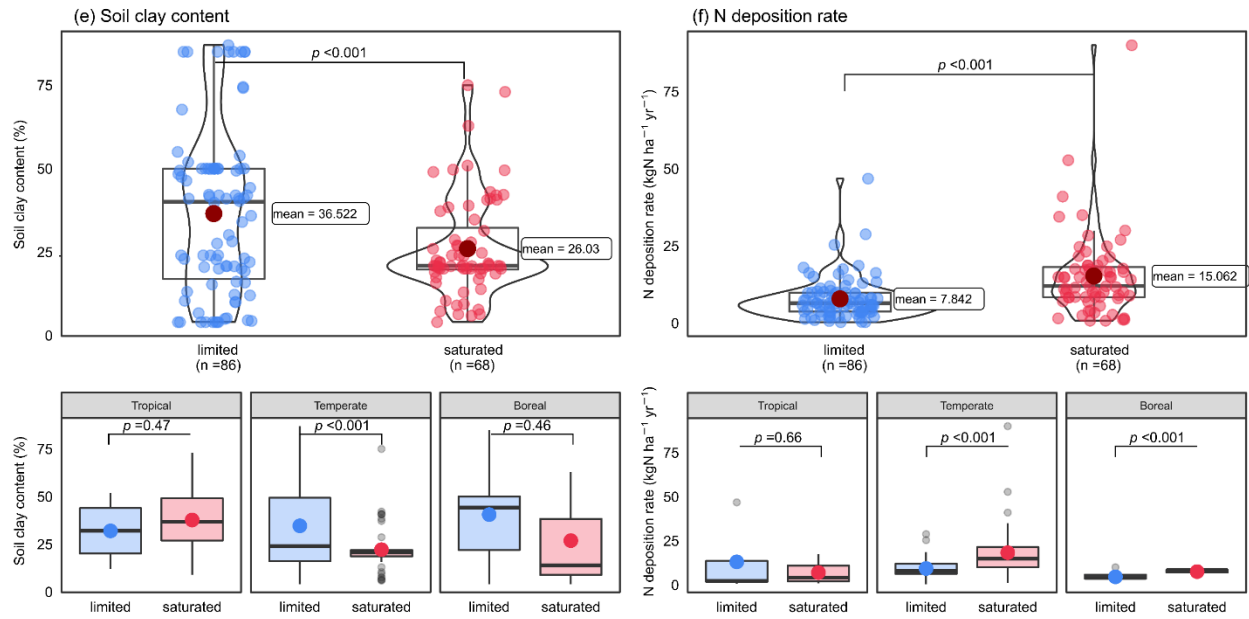 (e) Soil clay content
Soil clay content (%)
75
50
25
0
p <0.001
mean = 36.522
mean = 26.03
limited
(n =86)
saturated
(n =68)
(f) N deposition rate
N deposition rate (kgN ha⁻¹ yr⁻¹)
75
50
25
0
p <0.001
mean = 7.842
mean = 15.062
limited
(n =86)
saturated
(n =68)
Soil clay content (%)
75
50
25
0
Tropical
p =0.47
limited saturated
Temperate
p <0.001
limited saturated
Boreal
p =0.46
limited saturated
N deposition rate (kgN ha⁻¹ yr⁻¹)
75
50
25
0
Tropical
p =0.66
limited saturated
Temperate
p <0.001
limited saturated
Boreal
p <0.001
limited saturated